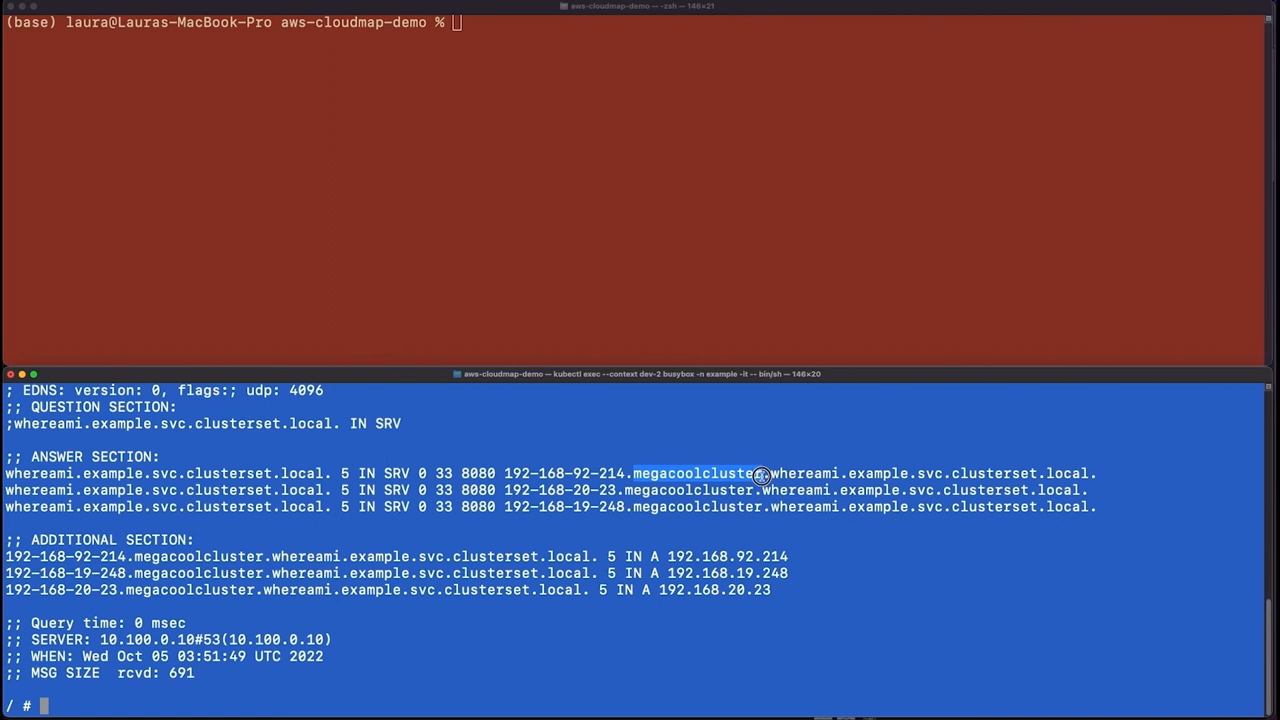 aws-cloudmap-demo — -zsh — 146×21
(base) laura@Lauras-MacBook-Pro aws-cloudmap-demo %
aws-cloudmap-demo — kubectl exec --context dev-2 busybox -n example -it -- bin/sh — 146×20
; EDNS: version: 0, flags:; udp: 4096
;; QUESTION SECTION:
;whereami.example.svc.clusterset.local. IN SRV
;; ANSWER SECTION:
whereami.example.svc.clusterset.local. 5 IN SRV 0 33 8080 192-168-92-214.megacoolcluster.whereami.example.svc.clusterset.local.
whereami.example.svc.clusterset.local. 5 IN SRV 0 33 8080 192-168-20-23.megacoolcluster.whereami.example.svc.clusterset.local.
whereami.example.svc.clusterset.local. 5 IN SRV 0 33 8080 192-168-19-248.megacoolcluster.whereami.example.svc.clusterset.local.
;; ADDITIONAL SECTION:
192-168-92-214.megacoolcluster.whereami.example.svc.clusterset.local. 5 IN A 192.168.92.214
192-168-19-248.megacoolcluster.whereami.example.svc.clusterset.local. 5 IN A 192.168.19.248
192-168-20-23.megacoolcluster.whereami.example.svc.clusterset.local. 5 IN A 192.168.20.23
;; Query time: 0 msec
;; SERVER: 10.100.0.10#53(10.100.0.10)
;; WHEN: Wed Oct 05 03:51:49 UTC 2022
;; MSG SIZE  rcvd: 691
/ #